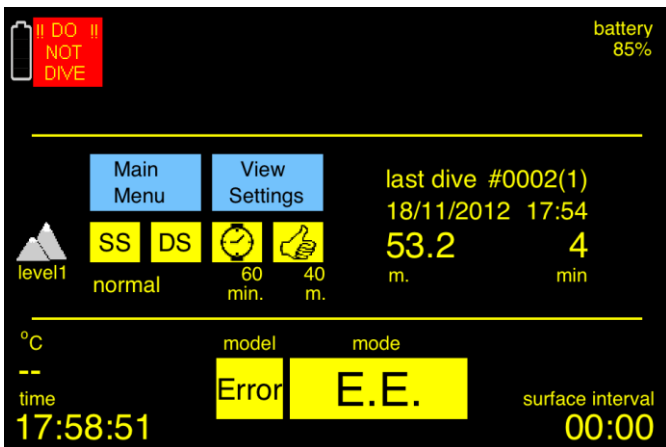 !! DO !!
NOT
DIVE
battery
85%
Main
Menu
View
Settings
last dive #0002(1)
18/11/2012 17:54
53.2 4
m. min
SS DS
level1
normal
60
min.
40
m.
°C
--
time
17:58:51
model
Error
mode
E.E.
surface interval
00:00